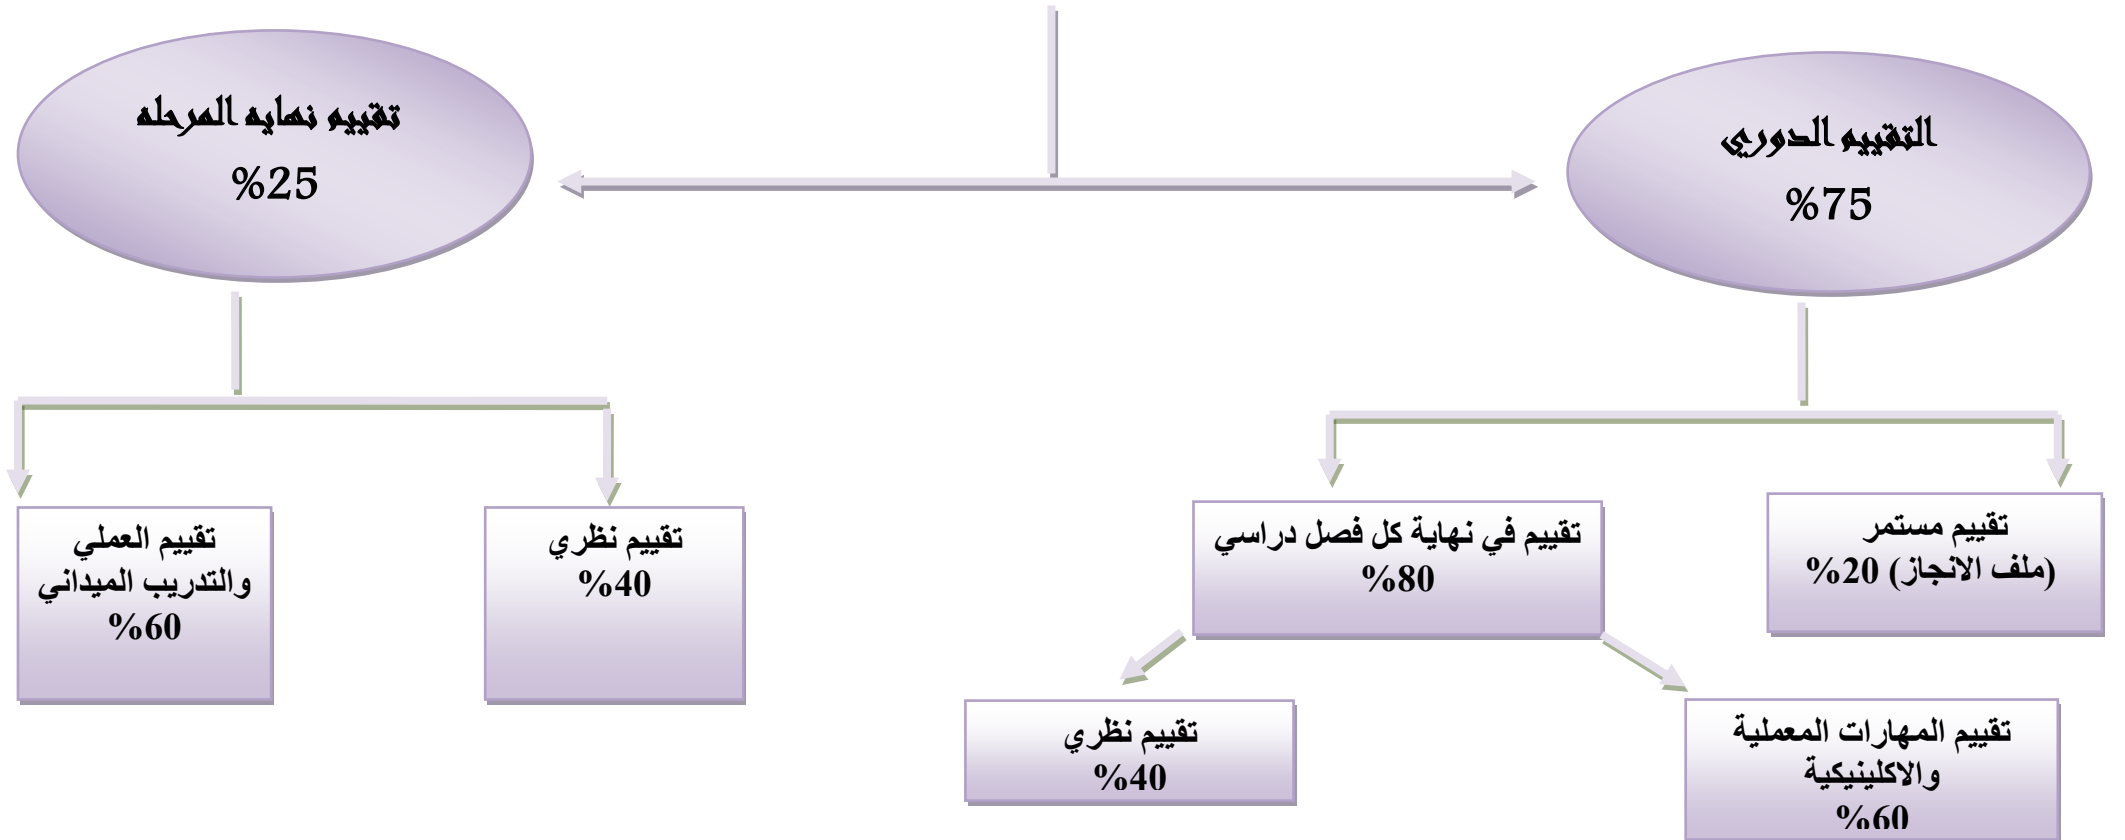 التقييم الدوري
%75
تقييم نهايه المرحله
%25
تقييم مستمر
(ملف الانجاز) 20%
تقييم في نهاية كل فصل دراسي
%80
تقييم نظري
%40
تقييم العملي
والتدريب الميداني
%60
تقييم المهارات المعملية
والاكلينيكية
%60
تقييم نظري
%40